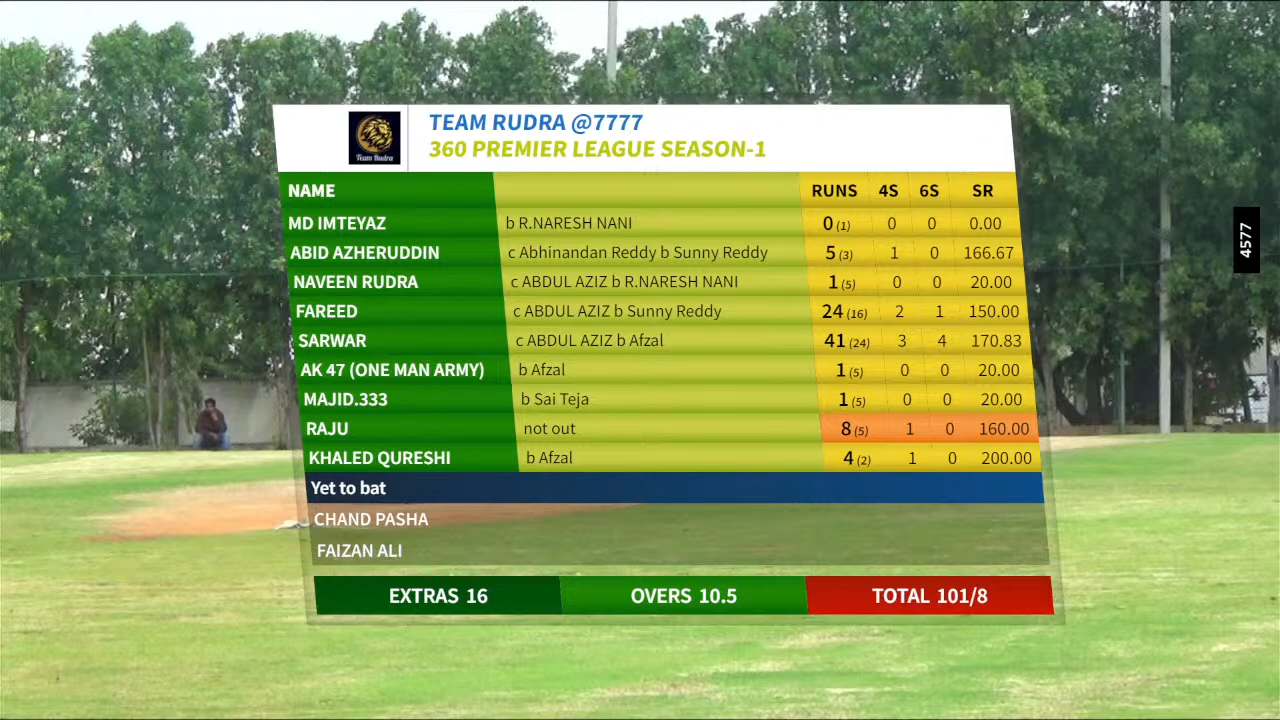 TEAM RUDRA @7777
360 PREMIER LEAGUE SEASON-1
Team Rudra
NAME RUNS 4S 6S SR
MD IMTEYAZ b R.NARESH NANI 0 (1) 0 0 0.00
ABID AZHERUDDIN c Abhinandan Reddy b Sunny Reddy 5 (3) 1 0 166.67
NAVEEN RUDRA c ABDUL AZIZ b R.NARESH NANI 1 (5) 0 0 20.00
FAREED c ABDUL AZIZ b Sunny Reddy 24 (16) 2 1 150.00
SARWAR c ABDUL AZIZ b Afzal 41 (24) 3 4 170.83
AK 47 (ONE MAN ARMY) b Afzal 1 (5) 0 0 20.00
MAJID.333 b Sai Teja 1 (5) 0 0 20.00
RAJU not out 8 (5) 1 0 160.00
KHALED QURESHI b Afzal 4 (2) 1 0 200.00
Yet to bat
CHAND PASHA
FAIZAN ALI
EXTRAS 16 OVERS 10.5 TOTAL 101/8
4577